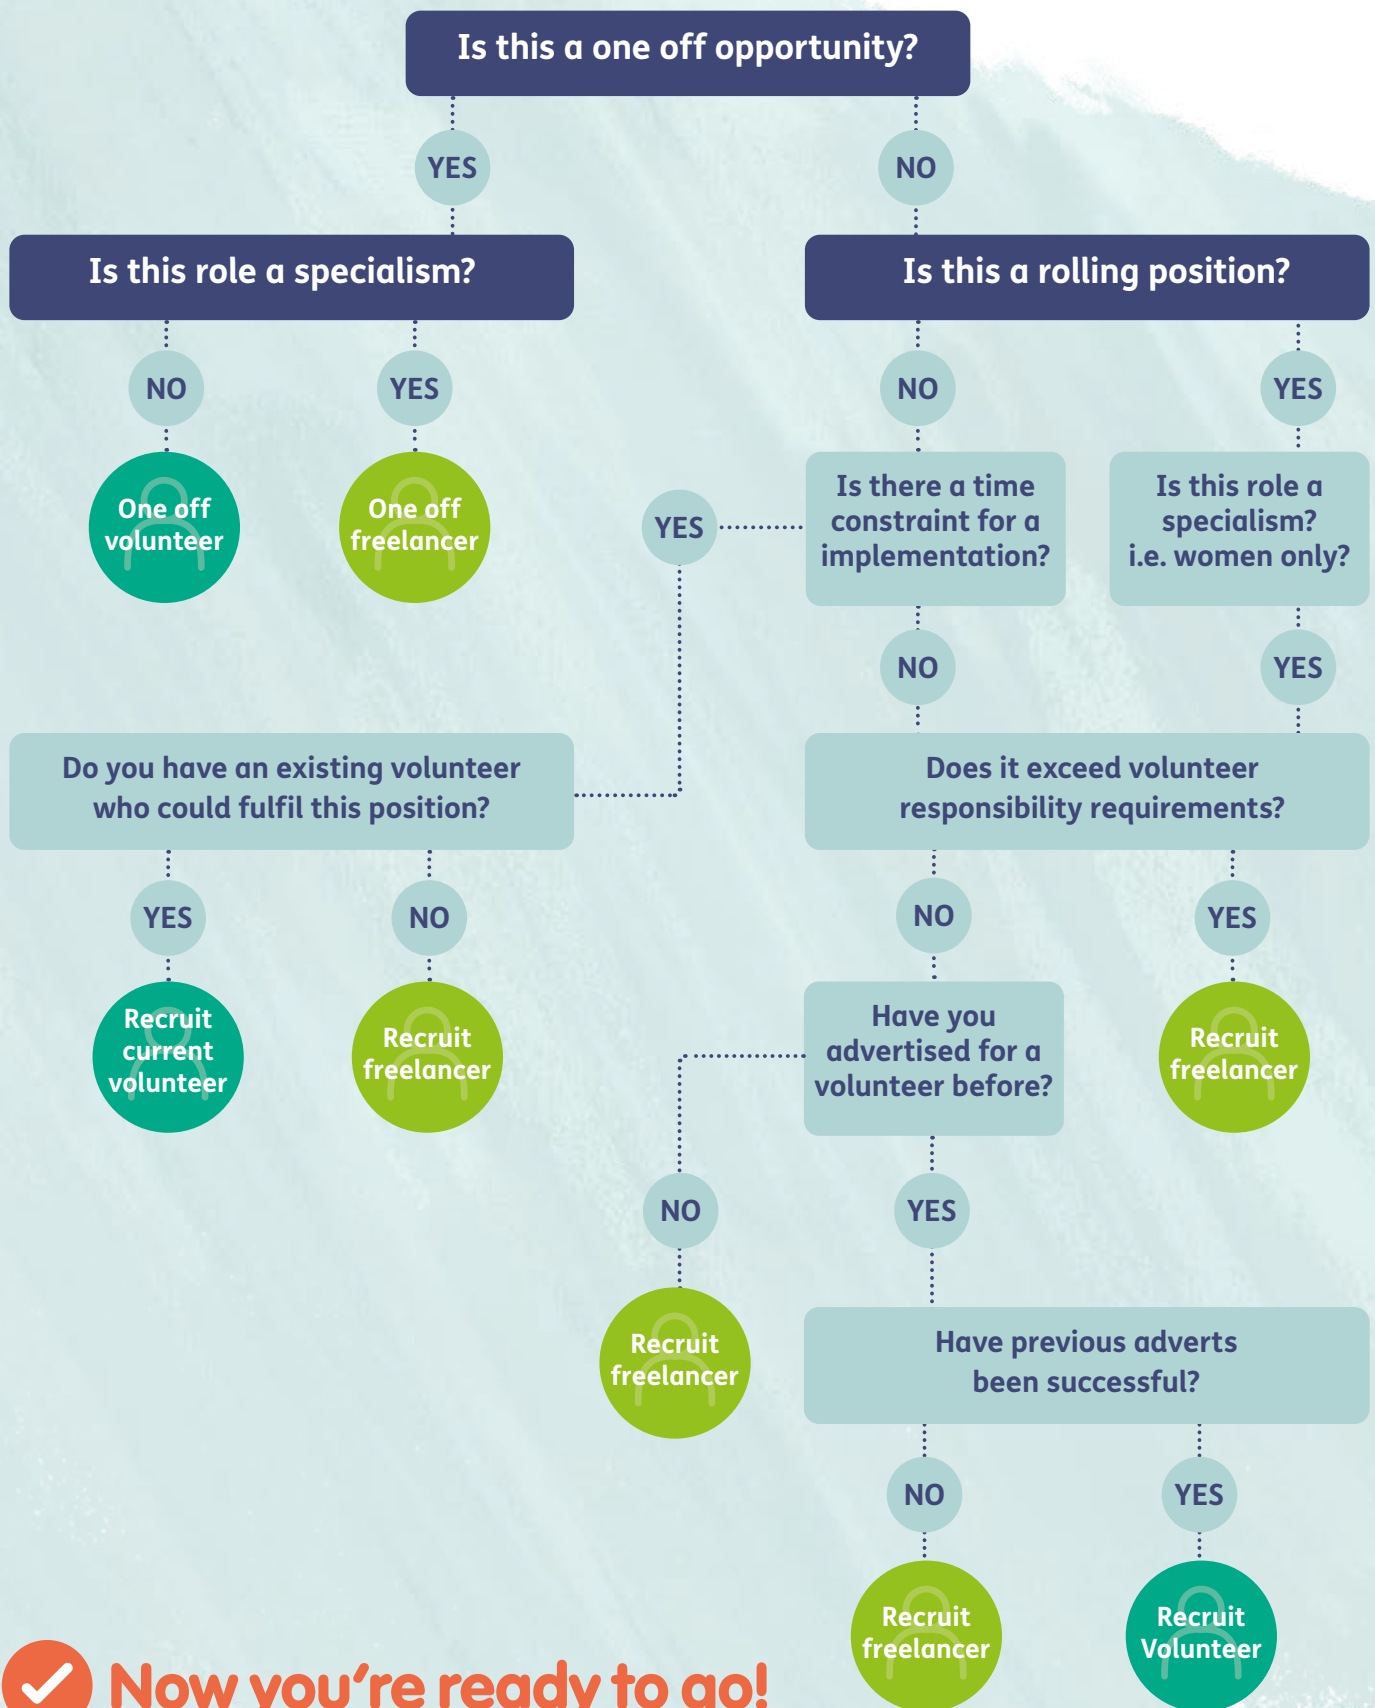 Is this a one off opportunity?
YES
NO
Is this role a specialism?
Is this a rolling position?
NO
YES
NO
YES
One off
volunteer
One off
freelancer
YES
Is there a time
constraint for a
implementation?
Is this role a
specialism?
i.e. women only?
NO
YES
Do you have an existing volunteer
who could fulfil this position?
Does it exceed volunteer
responsibility requirements?
YES
NO
NO
YES
Recruit
current
volunteer
Recruit
freelancer
Have you
advertised for a
volunteer before?
Recruit
freelancer
NO
YES
Recruit
freelancer
Have previous adverts
been successful?
NO
YES
Recruit
freelancer
Recruit
Volunteer
Now you're ready to go!